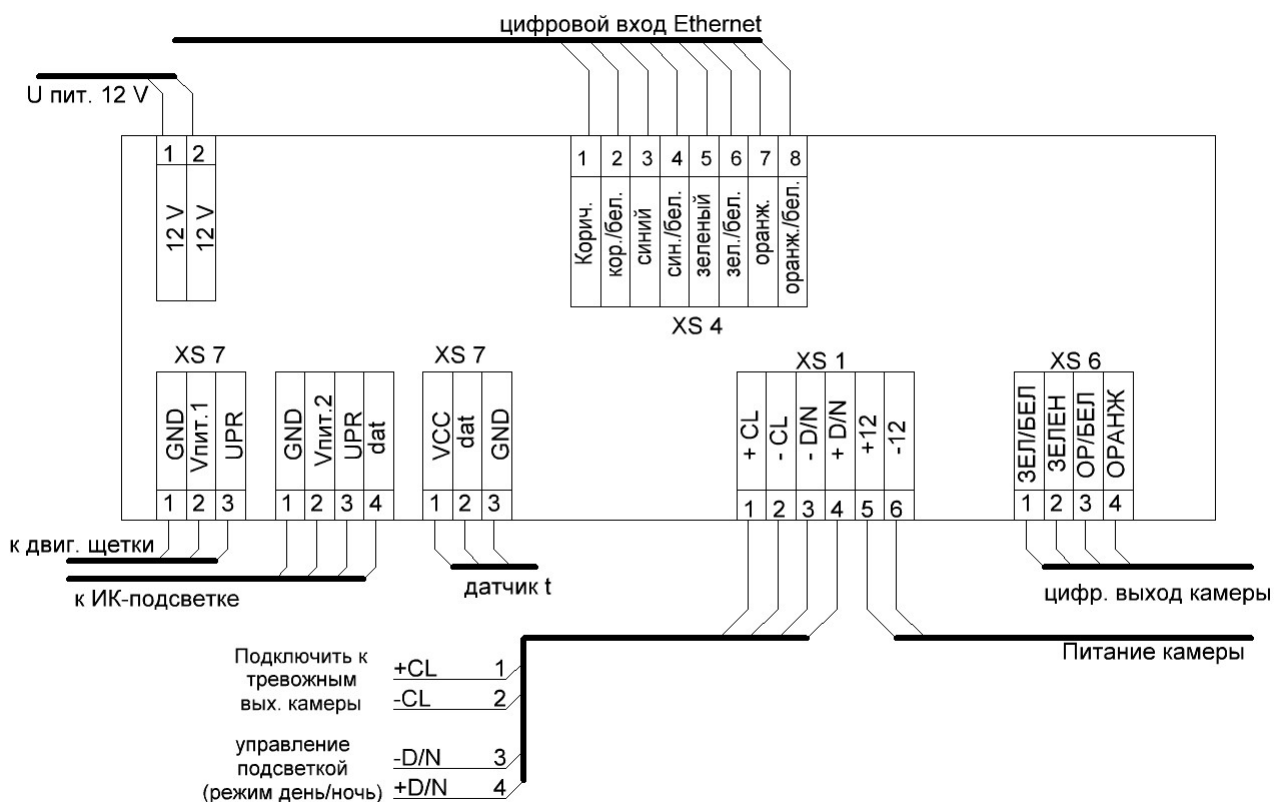 цифровой вход Ethernet
U пит. 12 V
1 2
12 V
12 V
1 2 3 4 5 6 7 8
Корич.
кор./бел.
синий
син./бел.
зеленый
зел./бел.
оранж.
оранж./бел.
XS 4
XS 7
GND
Vпит.1
UPR
1 2 3
GND
Vпит.2
UPR
dat
1 2 3 4
XS 7
VCC
dat
GND
1 2 3
XS 1
+ CL
- CL
- D/N
+ D/N
+12
-12
1 2 3 4 5 6
XS 6
ЗЕЛ/БЕЛ
ЗЕЛЕН
ОР/БЕЛ
ОРАНЖ
1 2 3 4
к двиг. щетки
к ИК-подсветке
датчик t
цифр. выход камеры
Питание камеры
Подключить к
тревожным
вых. камеры
+CL 1
-CL 2
управление
подсветкой
(режим день/ночь)
-D/N 3
+D/N 4